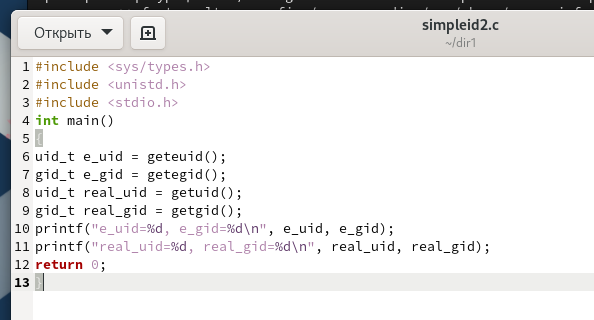 Открыть
simpleid2.c
~/dir1
1 #include <sys/types.h>
2 #include <unistd.h>
3 #include <stdio.h>
4 int main()
5 {
6 uid_t e_uid = geteuid();
7 gid_t e_gid = getegid();
8 uid_t real_uid = getuid();
9 gid_t real_gid = getgid();
10 printf("e_uid=%d, e_gid=%d\n", e_uid, e_gid);
11 printf("real_uid=%d, real_gid=%d\n", real_uid, real_gid);
12 return 0;
13 }